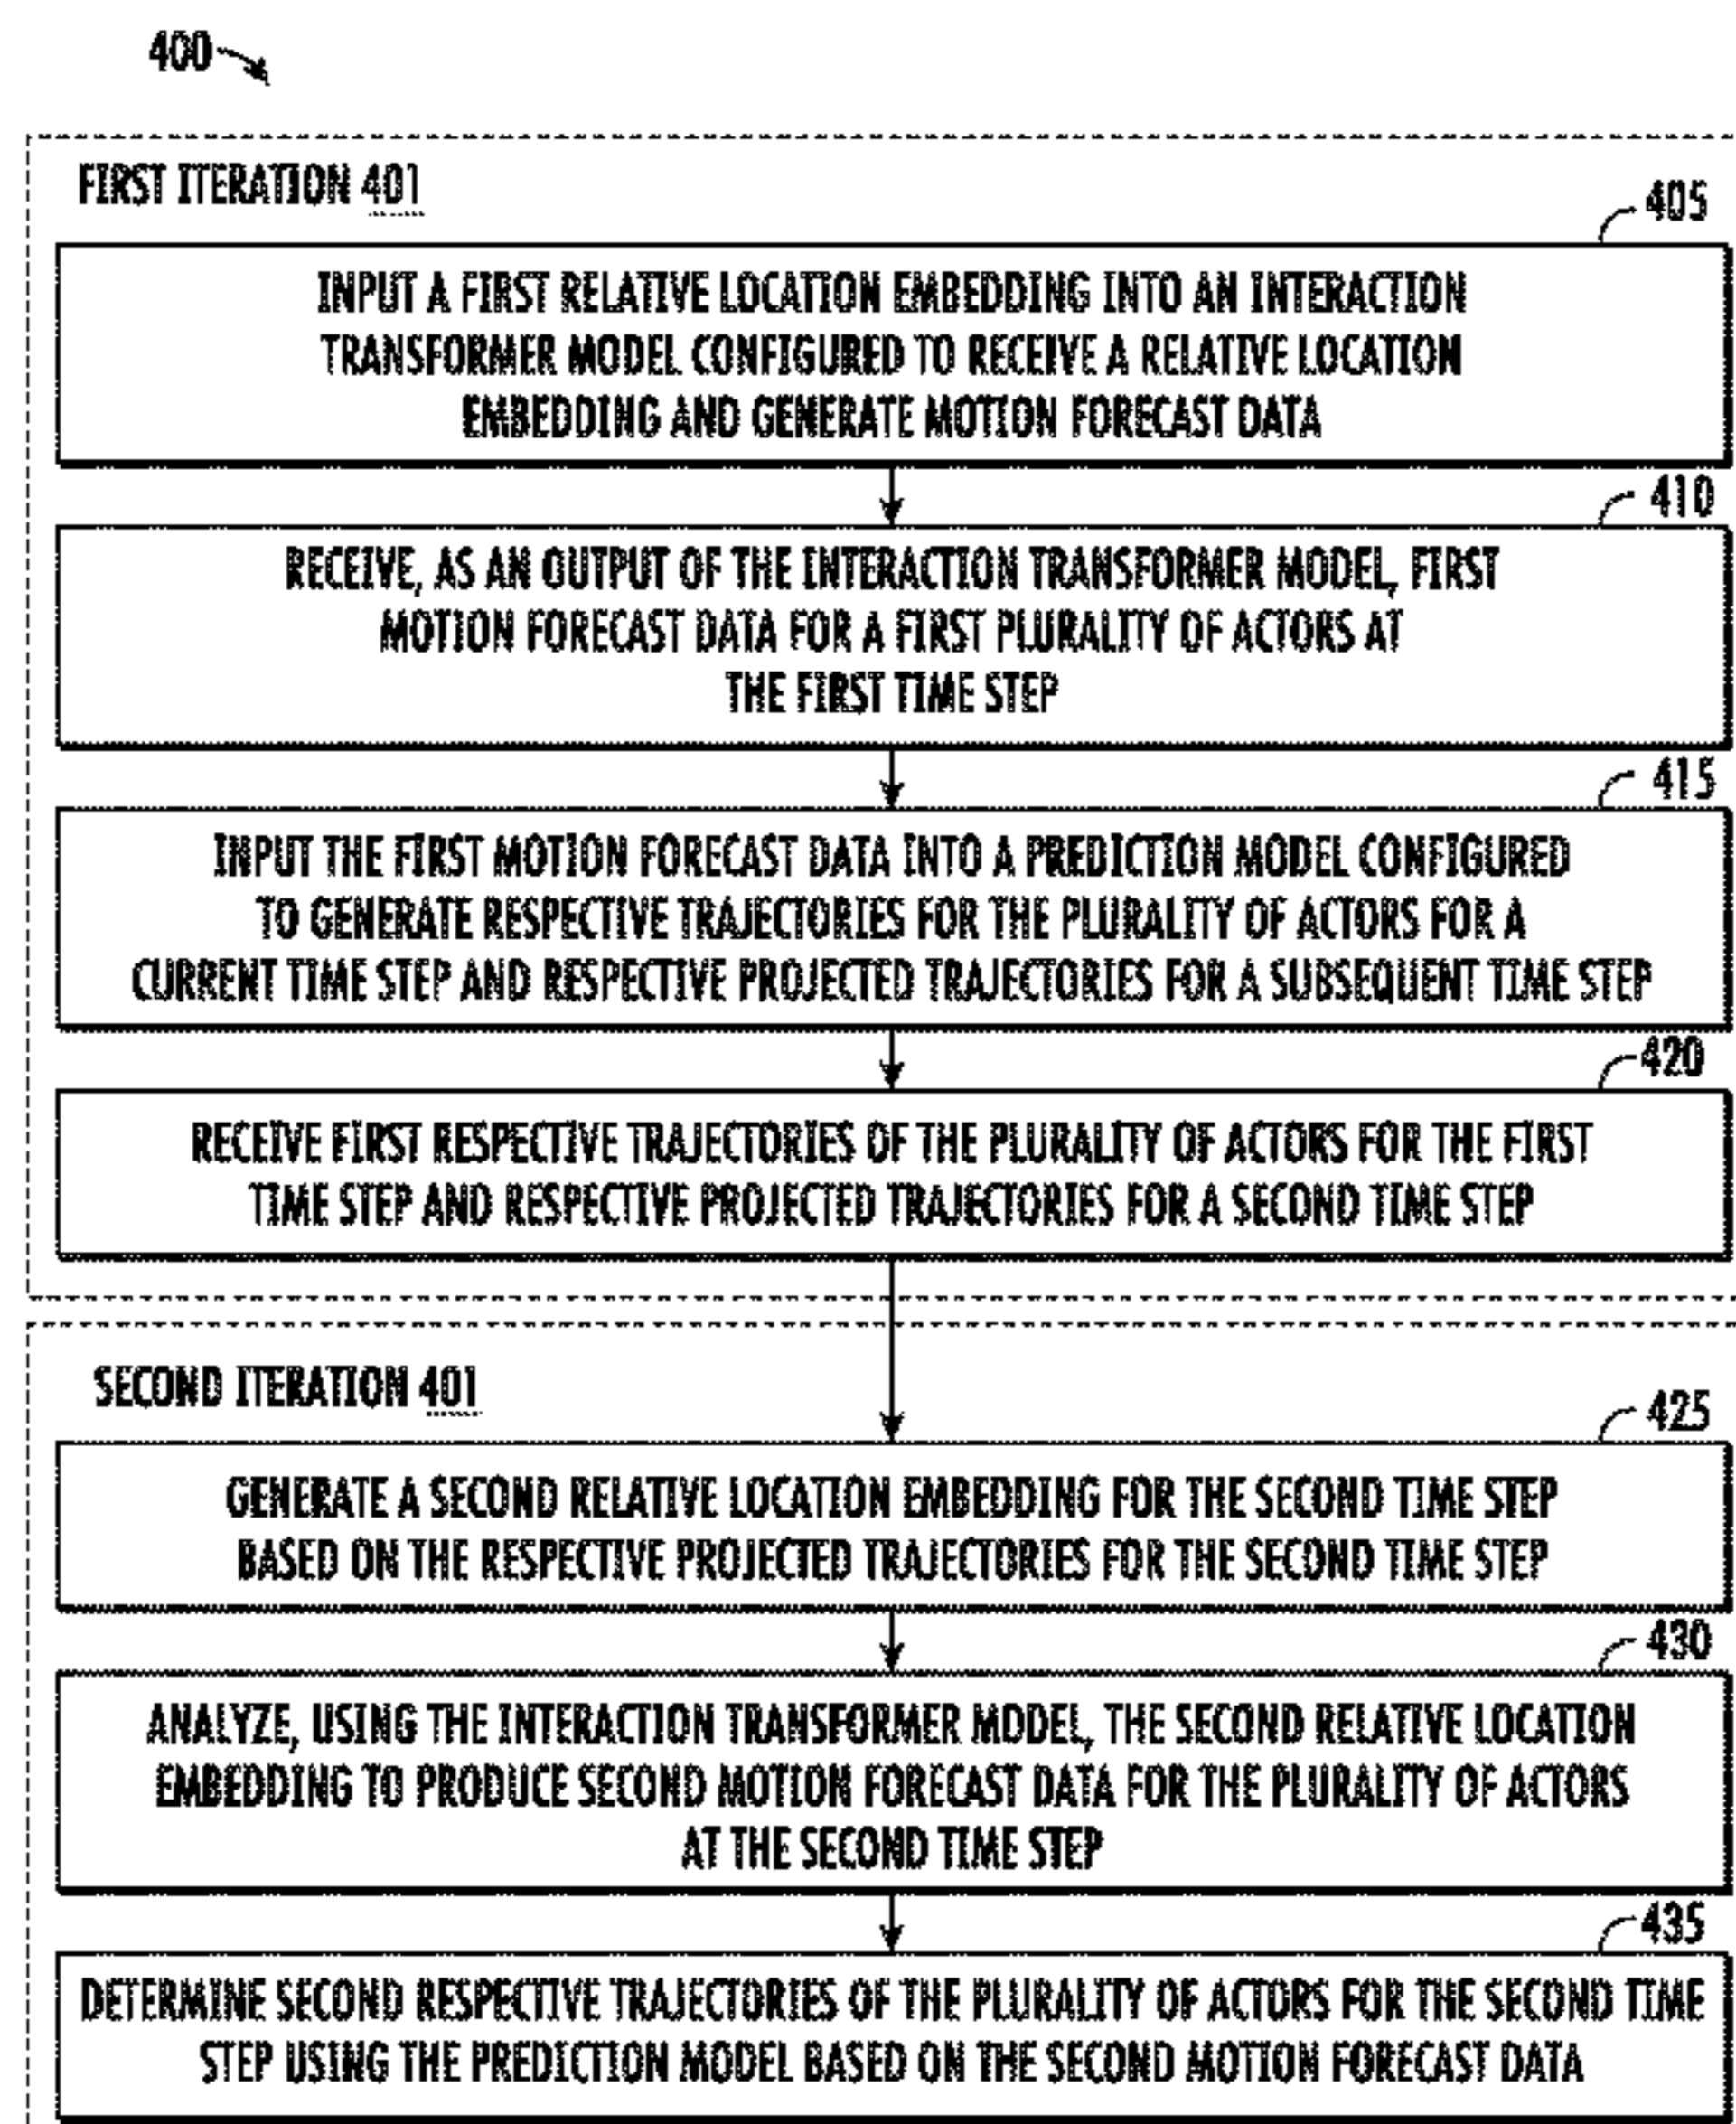 400
FIRST ITERATION 401
405
INPUT A FIRST RELATIVE LOCATION EMBEDDING INTO AN INTERACTION
TRANSFORMER MODEL CONFIGURED TO RECEIVE A RELATIVE LOCATION
EMBEDDING AND GENERATE MOTION FORECAST DATA
410
RECEIVE, AS AN OUTPUT OF THE INTERACTION TRANSFORMER MODEL, FIRST
MOTION FORECAST DATA FOR A FIRST PLURALITY OF ACTORS AT
THE FIRST TIME STEP
415
INPUT THE FIRST MOTION FORECAST DATA INTO A PREDICTION MODEL CONFIGURED
TO GENERATE RESPECTIVE TRAJECTORIES FOR THE PLURALITY OF ACTORS FOR A
CURRENT TIME STEP AND RESPECTIVE PROJECTED TRAJECTORIES FOR A SUBSEQUENT TIME STEP
420
RECEIVE FIRST RESPECTIVE TRAJECTORIES OF THE PLURALITY OF ACTORS FOR THE FIRST
TIME STEP AND RESPECTIVE PROJECTED TRAJECTORIES FOR A SECOND TIME STEP
SECOND ITERATION 401
425
GENERATE A SECOND RELATIVE LOCATION EMBEDDING FOR THE SECOND TIME STEP
BASED ON THE RESPECTIVE PROJECTED TRAJECTORIES FOR THE SECOND TIME STEP
430
ANALYZE, USING THE INTERACTION TRANSFORMER MODEL, THE SECOND RELATIVE LOCATION
EMBEDDING TO PRODUCE SECOND MOTION FORECAST DATA FOR THE PLURALITY OF ACTORS
AT THE SECOND TIME STEP
435
DETERMINE SECOND RESPECTIVE TRAJECTORIES OF THE PLURALITY OF ACTORS FOR THE SECOND TIME
STEP USING THE PREDICTION MODEL BASED ON THE SECOND MOTION FORECAST DATA